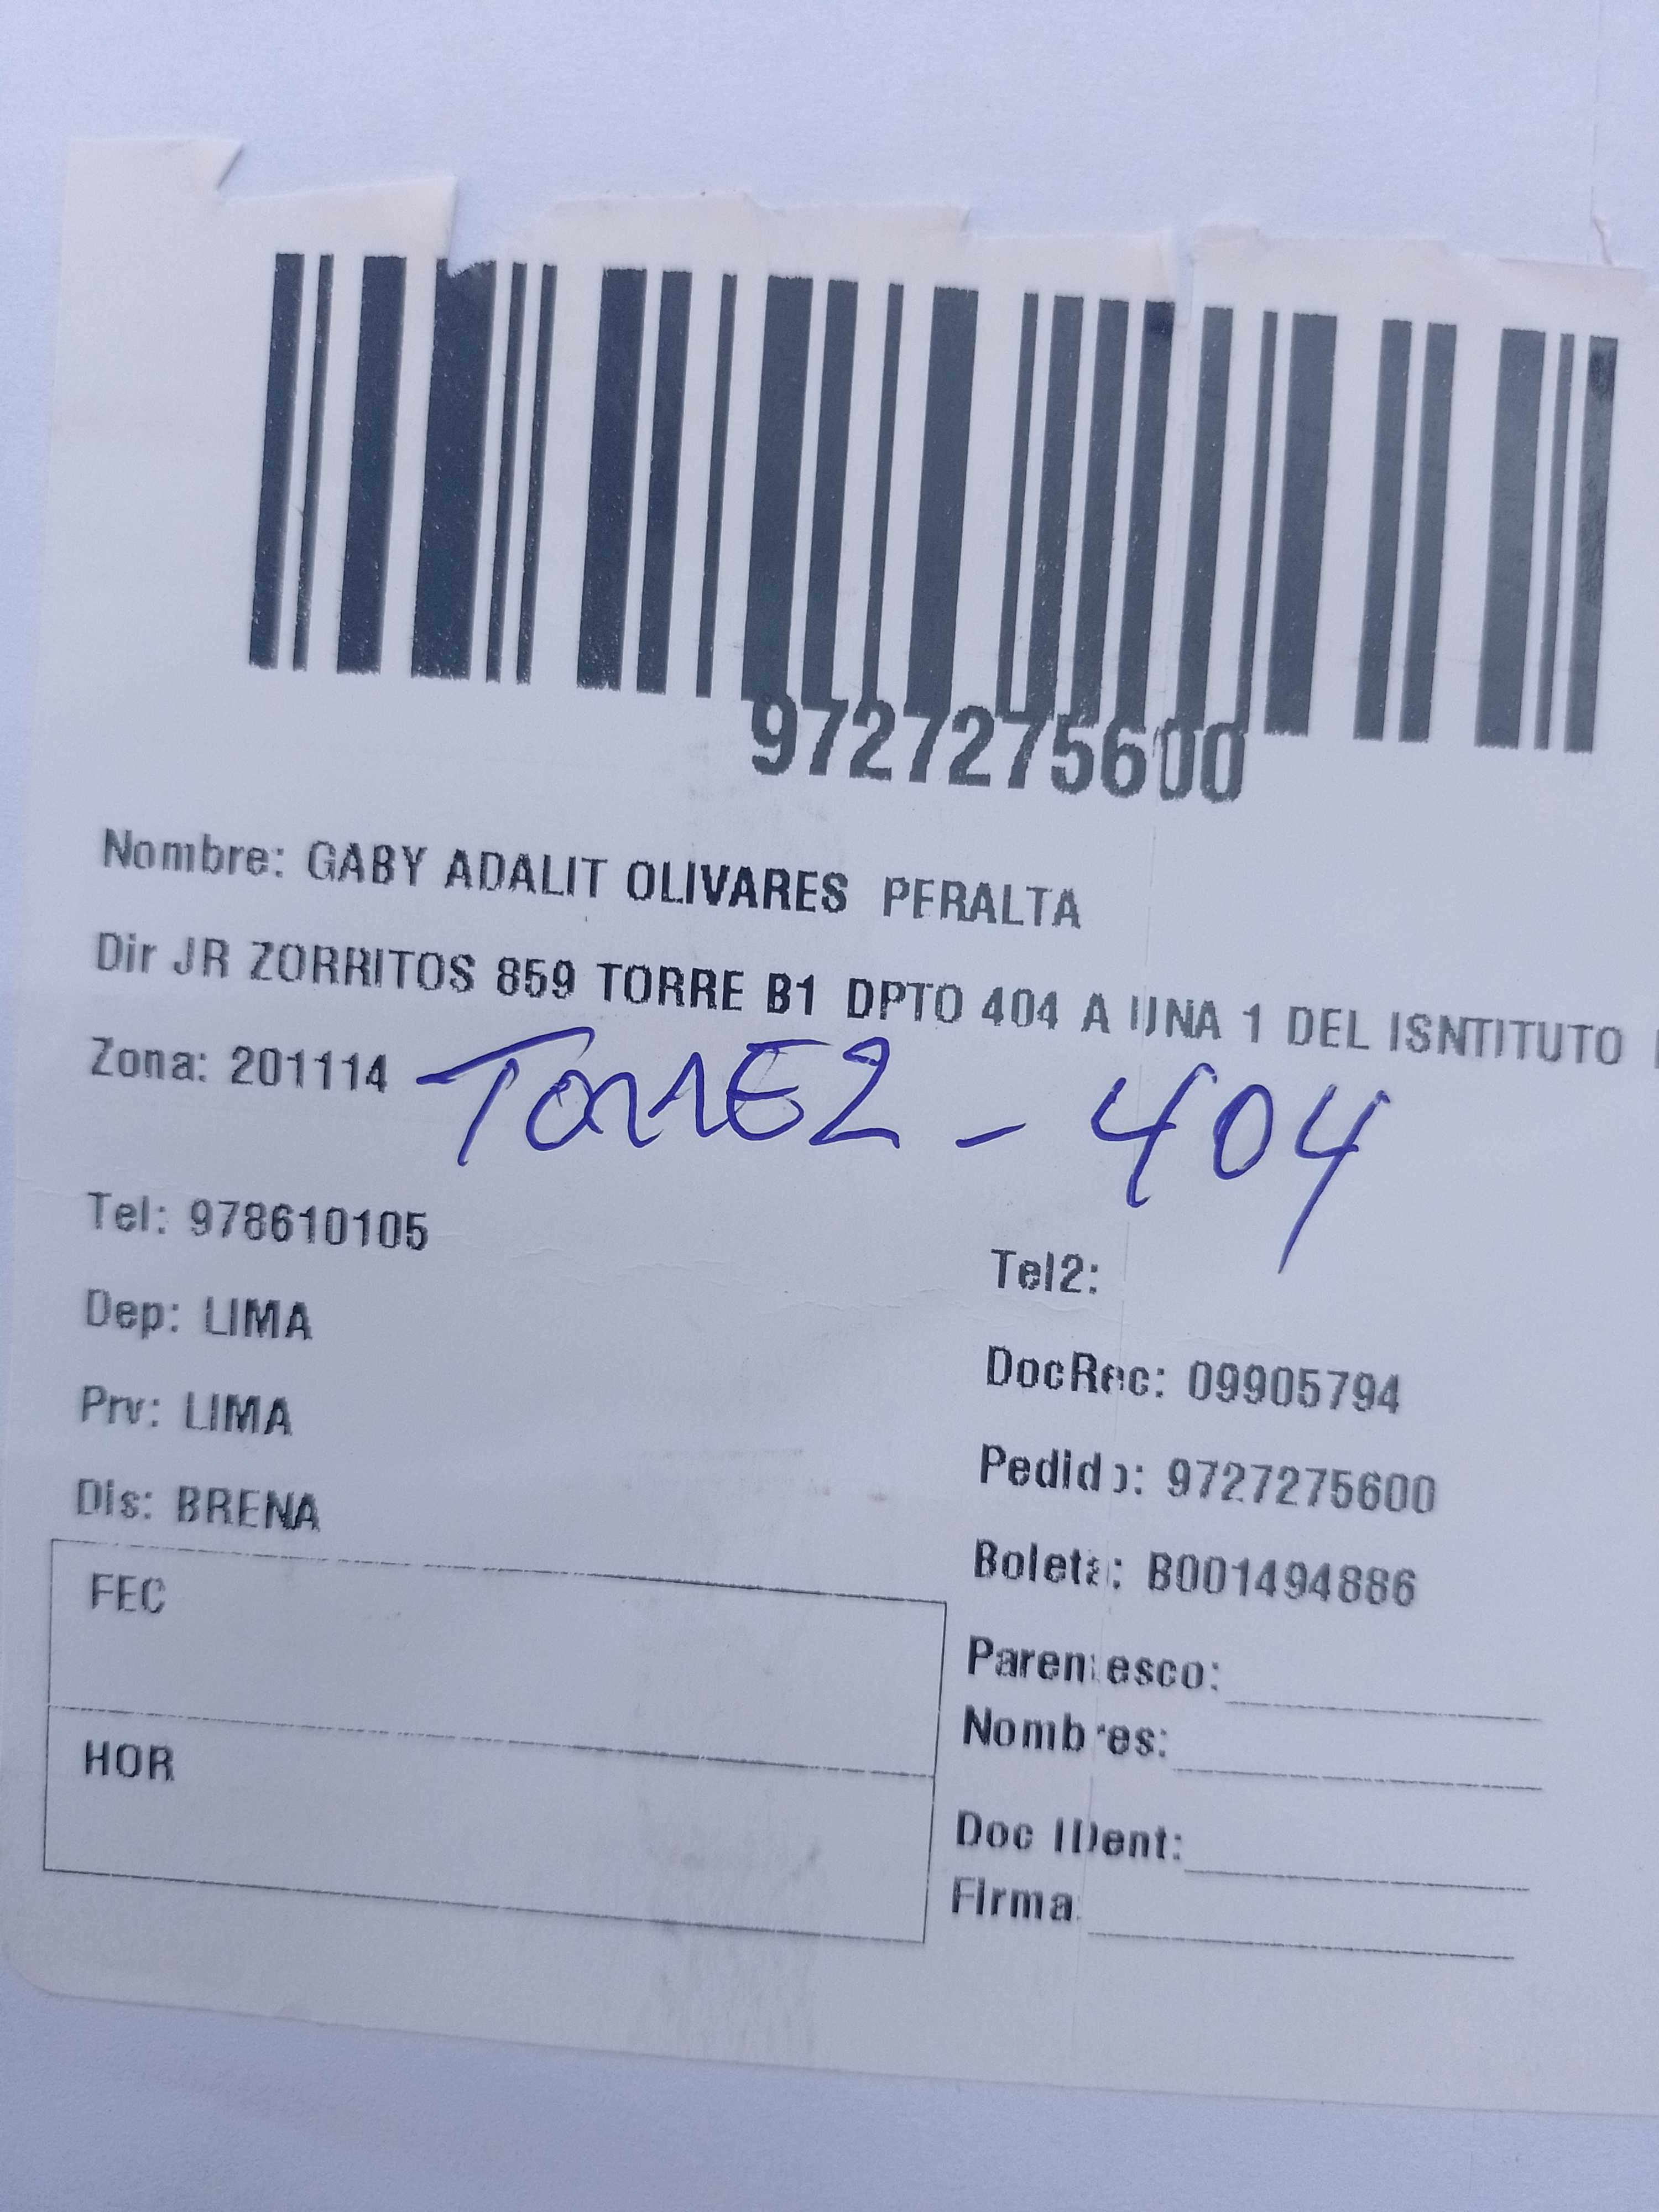 9727275600
Nombre: GABY ADALIT OLIVARES PERALTA
Dir JR ZORRITOS 859 TORRE B1 DPTO 404 A UNA 1 DEL ISNTITUTO
Zona: 201114
TORRE 2 - 404
Tel: 978610105
Tel2:
Dep: LIMA
DocRec: 09905794
Prv: LIMA
Pedido: 9727275600
Dis: BRENA
Boleta: B001494886
FEC
Parentesco:
Nombres:
HOR
Doc IDent:
Firma: